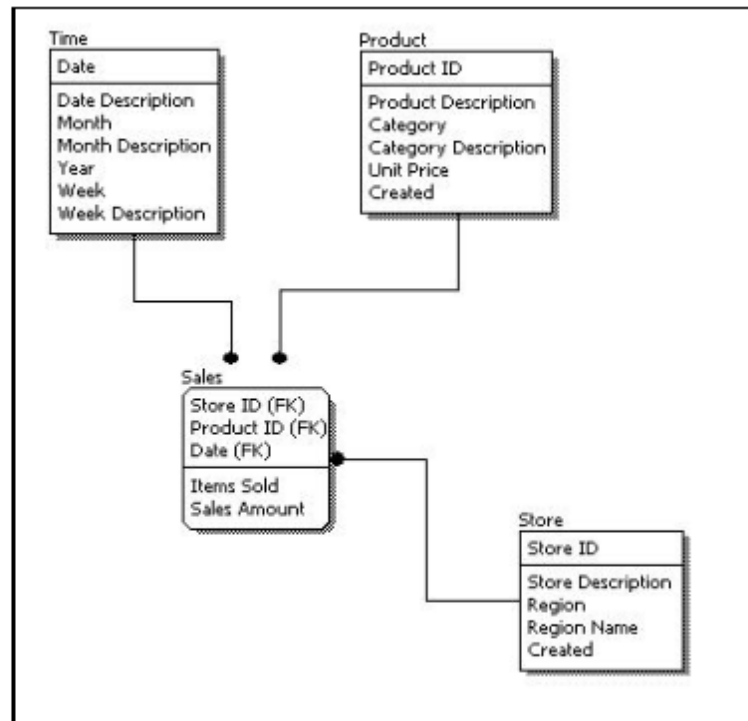 Time
Date
Date Description
Month
Month Description
Year
Week
Week Description
Product
Product ID
Product Description
Category
Category Description
Unit Price
Created
Sales
Store ID (FK)
Product ID (FK)
Date (FK)
Items Sold
Sales Amount
Store
Store ID
Store Description
Region
Region Name
Created